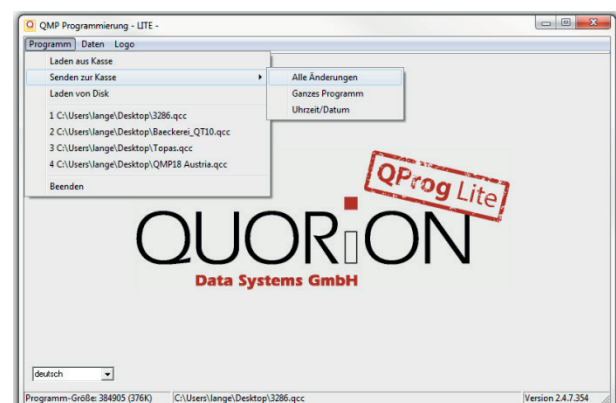 QMP Programmierung - LITE -
Programm Daten Logo
Laden aus Kasse
Senden zur Kasse
Alle Änderungen
Laden von Disk
Ganzes Programm
Uhrzeit/Datum
1 C:\Users\lange\Desktop\3286.qcc
2 C:\Users\lange\Desktop\Baeckerei_QT10.qcc
3 C:\Users\lange\Desktop\Topas.qcc
4 C:\Users\lange\Desktop\QMP18 Austria.qcc
Beenden
QProg Lite
QUORiON
Data Systems GmbH
deutsch
Programm-Größe: 384905 (376K) C:\Users\lange\Desktop\3286.qcc Version 2.4.7.354